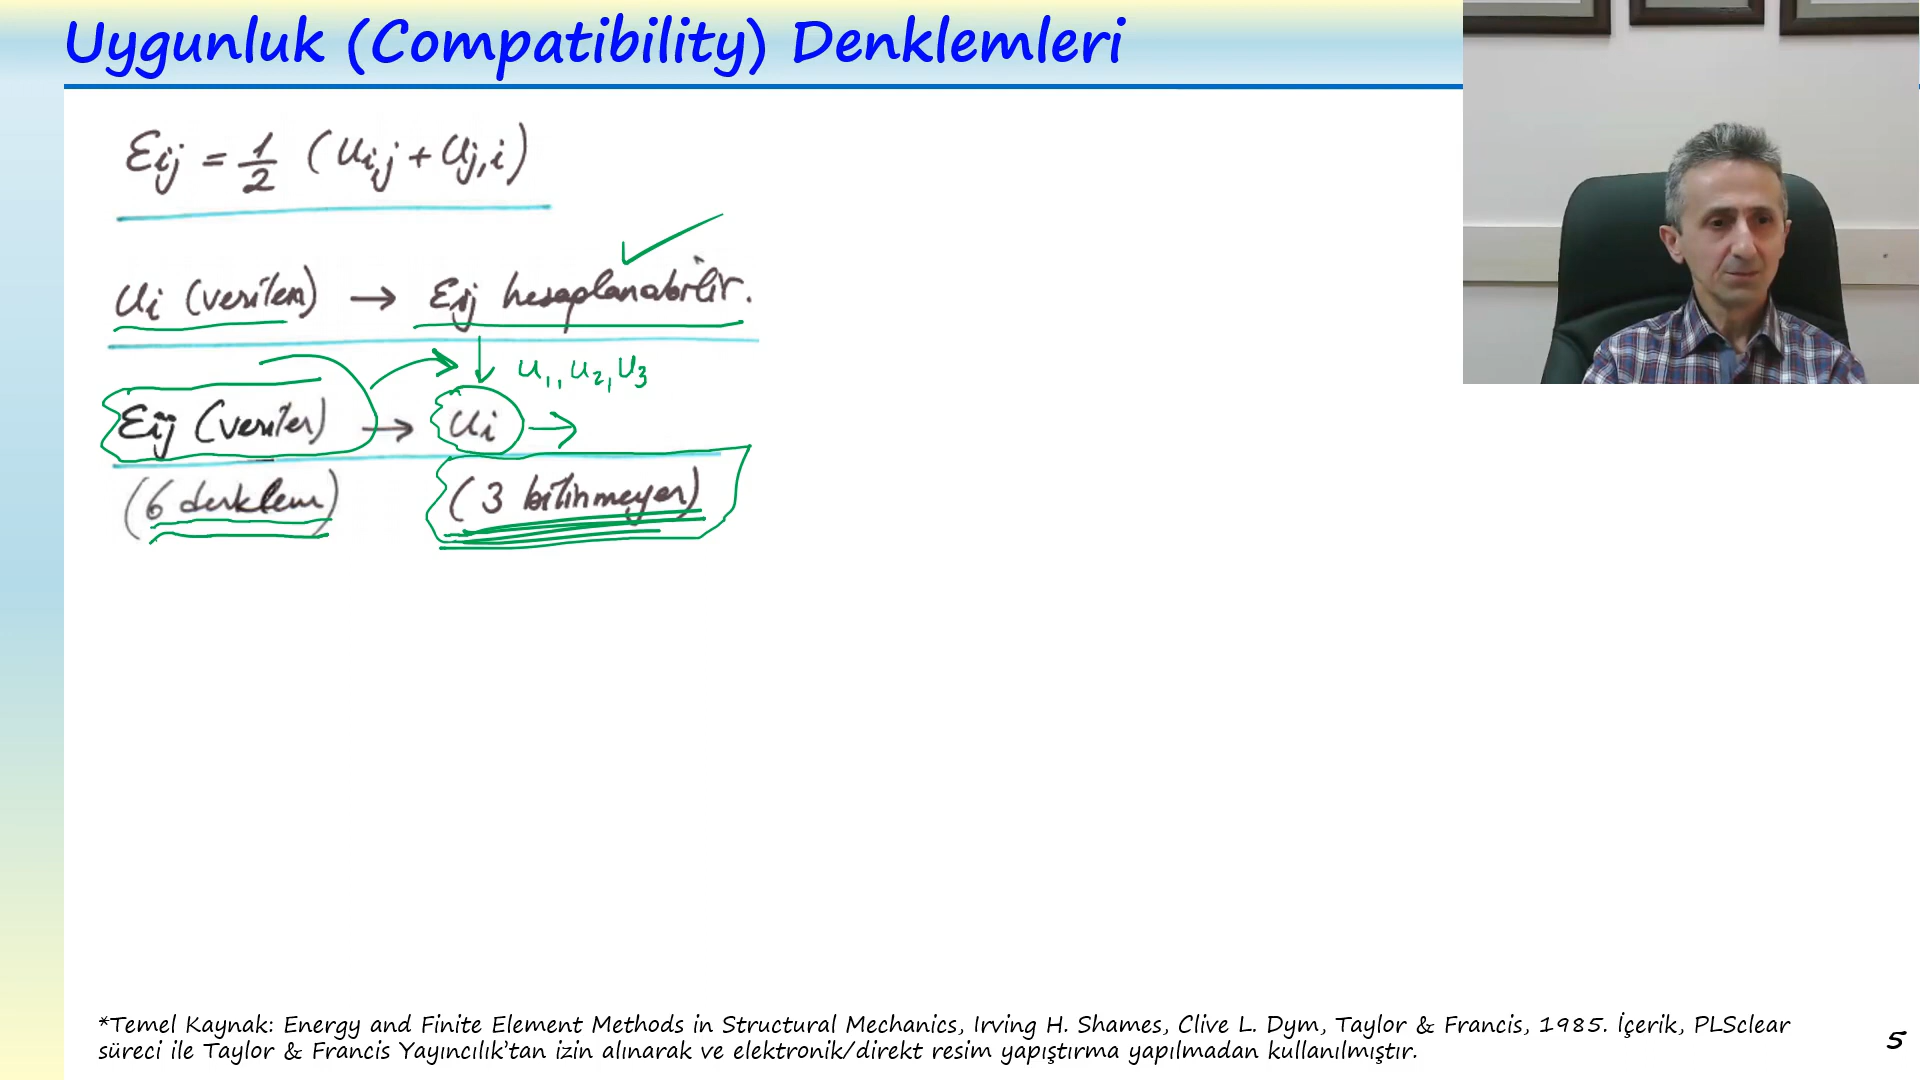 Uygunluk (Compatibility) Denklemleri
εij = 1/2 (ui,j + uj,i)
ui (verilen) → εij hesaplanabilir.
u1, u2, u3
εij (veriler) → ui →
(6 denklem) (3 bilinmeyen)
*Temel Kaynak: Energy and Finite Element Methods in Structural Mechanics, Irving H. Shames, Clive L. Dym, Taylor & Francis, 1985. İçerik, PLSclear
süreci ile Taylor & Francis Yayıncılık'tan izin alınarak ve elektronik/direkt resim yapıştırma yapılmadan kullanılmıştır.
5